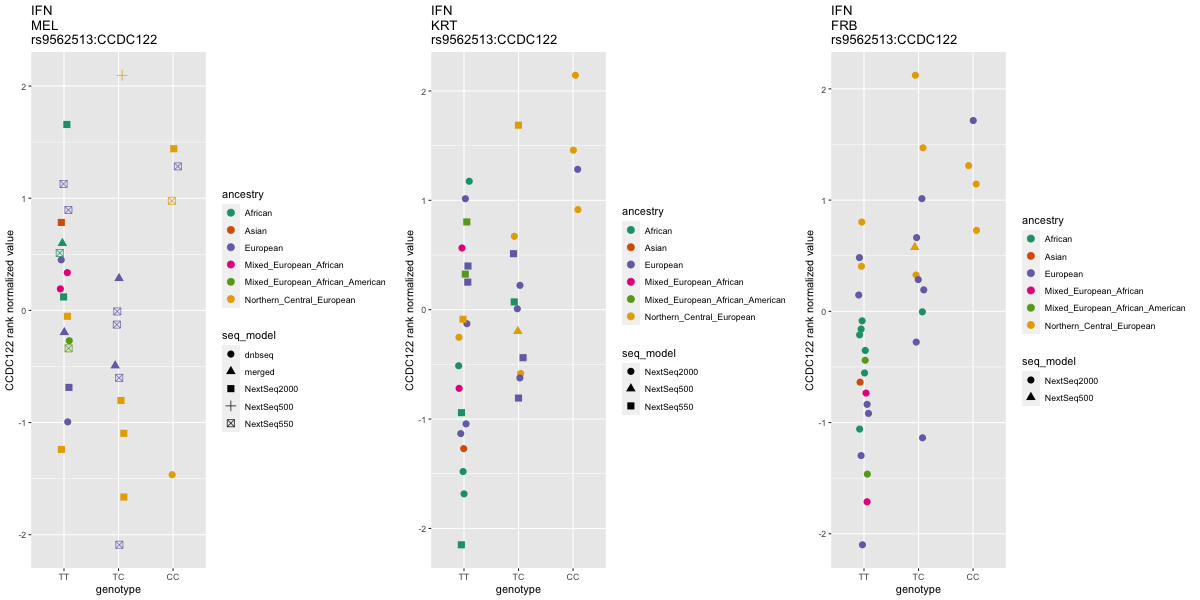 IFN
MEL
rs9562513:CCDC122
CCDC122 rank normalized value
2
1
0
-1
-2
TT
TC
CC
genotype
ancestry
African
Asian
European
Mixed_European_African
Mixed_European_African_American
Northern_Central_European
seq_model
dnbseq
merged
NextSeq2000
NextSeq500
NextSeq550
IFN
KRT
rs9562513:CCDC122
CCDC122 rank normalized value
2
1
0
-1
-2
TT
TC
CC
genotype
ancestry
African
Asian
European
Mixed_European_African
Mixed_European_African_American
Northern_Central_European
seq_model
NextSeq2000
NextSeq500
NextSeq550
IFN
FRB
rs9562513:CCDC122
CCDC122 rank normalized value
2
1
0
-1
-2
TT
TC
CC
genotype
ancestry
African
Asian
European
Mixed_European_African
Mixed_European_African_American
Northern_Central_European
seq_model
NextSeq2000
NextSeq500